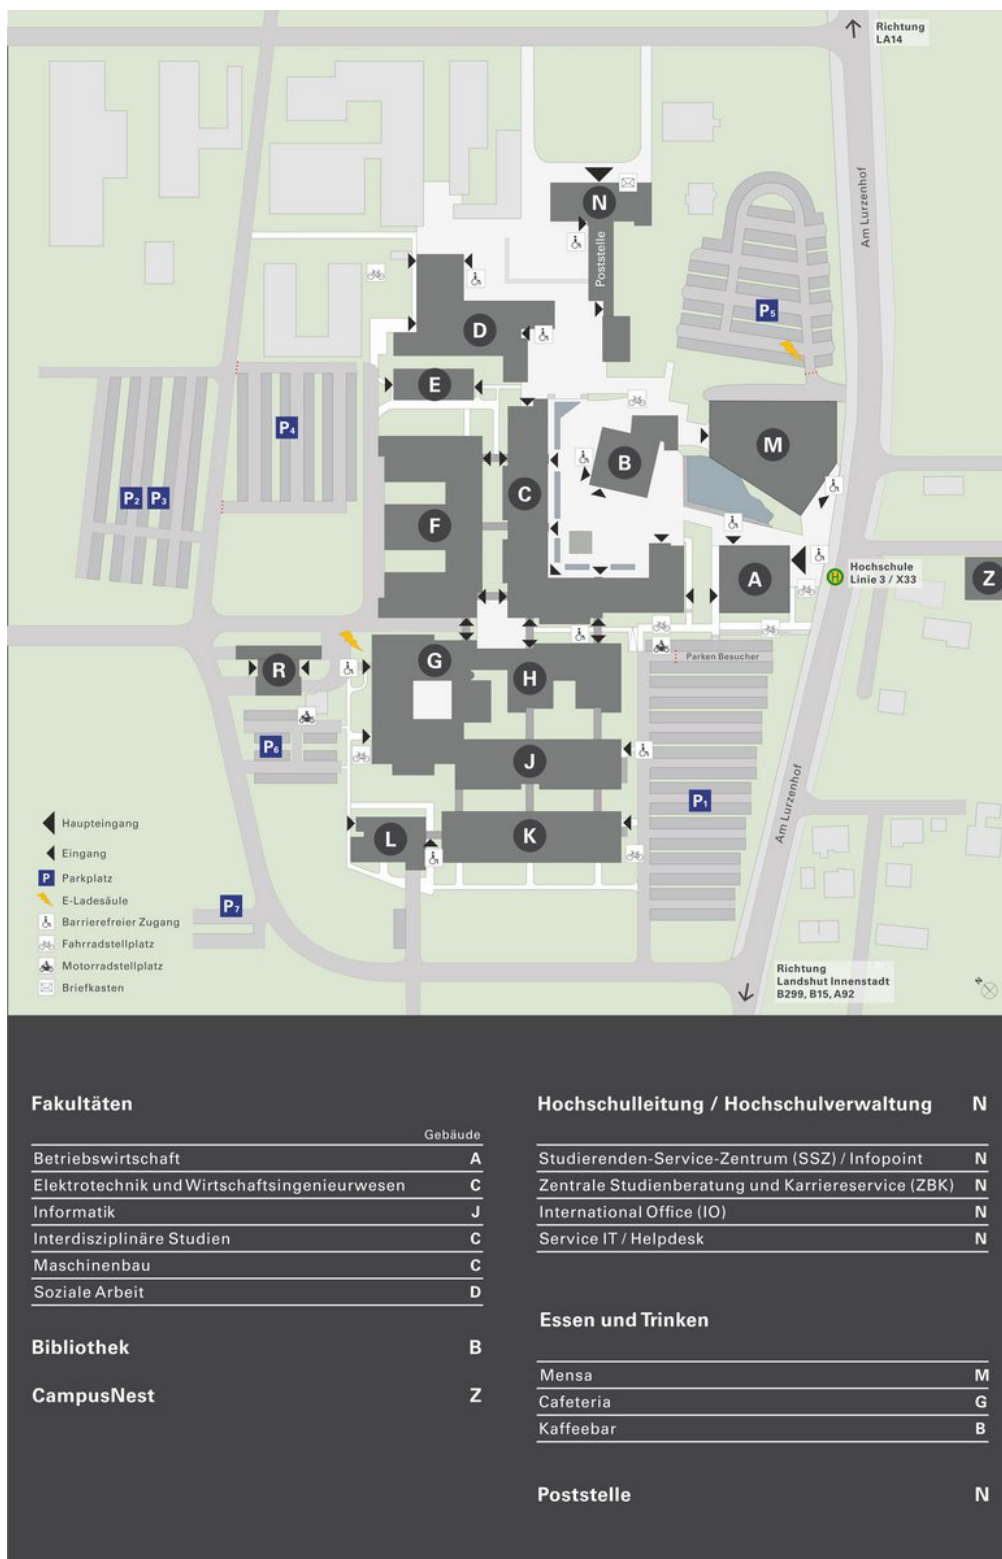 Richtung
LA14
Am Lurzenhof
N
Poststelle
P5
D
E
P4
B
M
C
P2 P3
F
A
Hochschule
Linie 3 / X33
H
Z
G
R
H
Parken Besucher
P6
J
P1
Am Lurzenhof
Haupteingang
L
K
Eingang
P Parkplatz
E-Ladesäule
P7
Barrierefreier Zugang
Fahrradstellplatz
Motorradstellplatz
Briefkasten
Richtung
Landshut Innenstadt
B299, B15, A92
N
Fakultäten
Gebäude
Betriebswirtschaft A
Elektrotechnik und Wirtschaftsingenieurwesen C
Informatik J
Interdisziplinäre Studien C
Maschinenbau C
Soziale Arbeit D
Bibliothek B
CampusNest Z
Hochschulleitung / Hochschulverwaltung N
Studierenden-Service-Zentrum (SSZ) / Infopoint N
Zentrale Studienberatung und Karriereservice (ZBK) N
International Office (IO) N
Service IT / Helpdesk N
Essen und Trinken
Mensa M
Cafeteria G
Kaffeebar B
Poststelle N